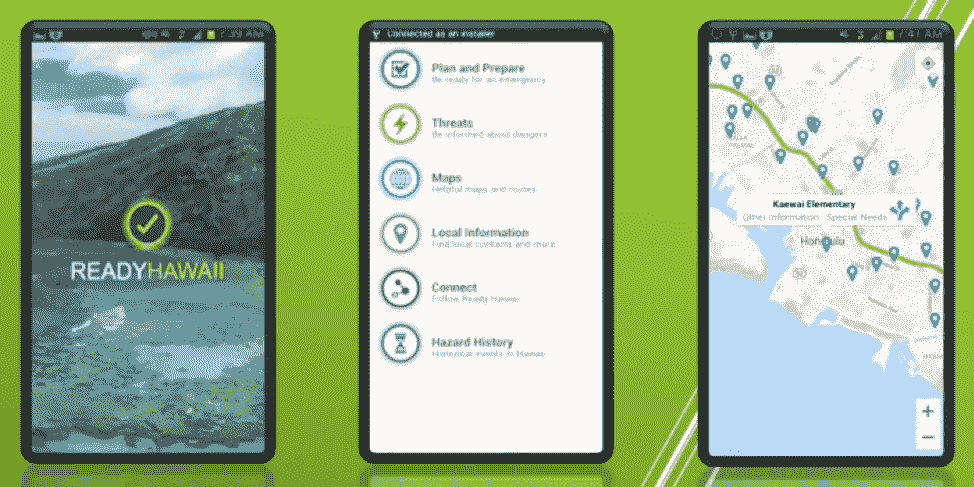 7:39 AM
READYHAWAII
Connected as an installer
Plan and Prepare
Be ready for an emergency
Threats
Be informed about dangers
Maps
Helpful maps and routes
Local Information
Find local contacts and more
Connect
Follow Ready Hawaii
Hazard History
Historical events in Hawaii
7:41 AM
Kaewai Elementary
Other Information: Special Needs
Honolulu